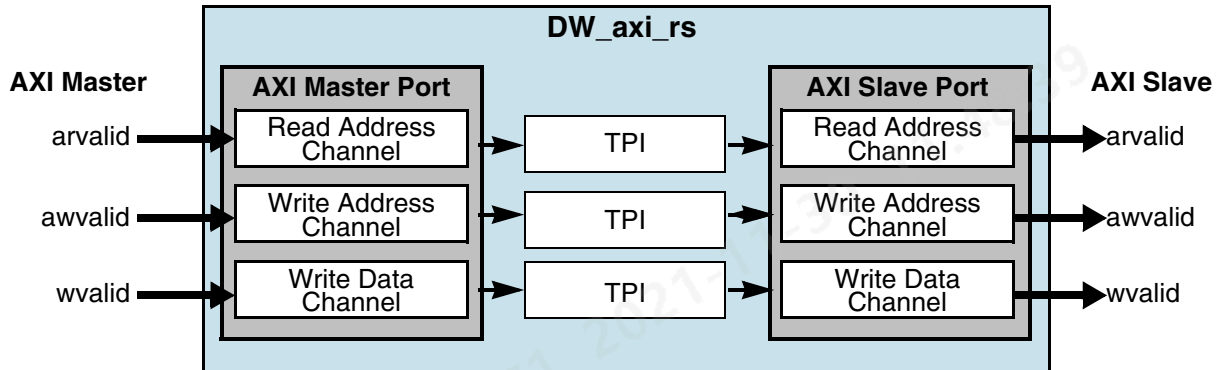 DW_axi_rs
AXI Master
AXI Master Port
AXI Slave Port
AXI Slave
arvalid
Read Address
Channel
TPI
Read Address
Channel
arvalid
awvalid
Write Address
Channel
TPI
Write Address
Channel
awvalid
wvalid
Write Data
Channel
TPI
Write Data
Channel
wvalid